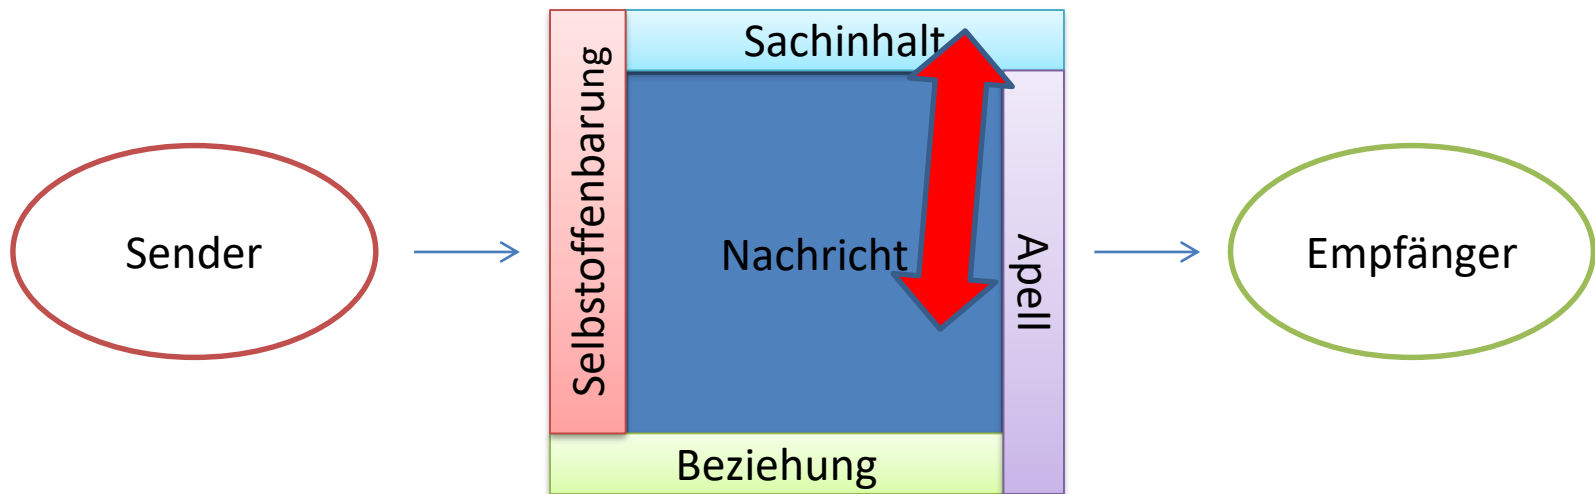 Sachinhalt
Selbstoffenbarung
Sender
Nachricht
Apell
Empfänger
Beziehung